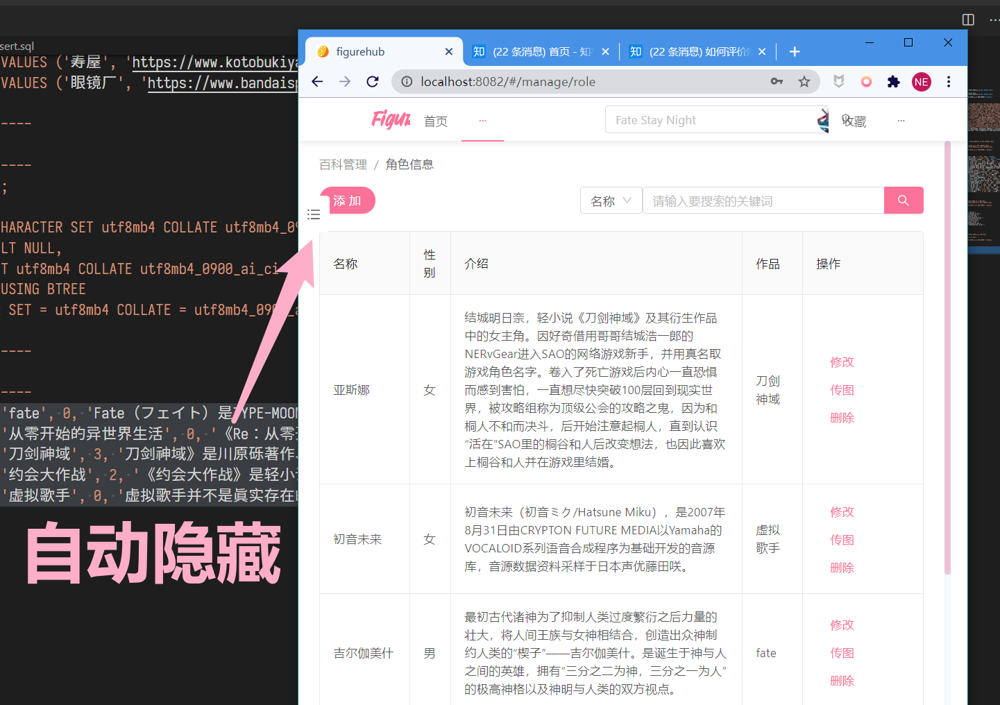 sert.sql
VALUES ('寿屋', 'https://www.kotobukiya
VALUES ('眼镜厂', 'https://www.bandaisp
----
----
;
HARACTER SET utf8mb4 COLLATE utf8mb4_09
LT NULL,
T utf8mb4 COLLATE utf8mb4_0900_ai_ci
USING BTREE
SET = utf8mb4 COLLATE = utf8mb4_09
----
----
'fate', 0, 'Fate（フェイト）是TYPE-MOON
'从零开始的异世界生活', 0, '《Re：从零
'刀剑神域', 3, '刀剑神域》是川原砾著作、
'约会大作战', 2, '《约会大作战》是轻小
'虚拟歌手', 0, '虚拟歌手并不是真实存在
自动隐藏
figurehub
知 (22 条消息) 首页 - 知
知 (22 条消息) 如何评价
localhost:8082/#/manage/role
NE
Figur
首页
...
Fate Stay Night
收藏
...
百科管理 / 角色信息
添 加
名称
请输入要搜索的关键词
名称 性别 介绍 作品 操作
亚斯娜
女
结城明日奈，轻小说《刀剑神域》及其衍生作品
中的女主角。因好奇借用哥哥结城浩一郎的
NERvGear进入SAO的网络游戏新手，并用真名取
游戏角色名字。卷入了死亡游戏后内心一直恐惧
而感到害怕，一直想尽快突破100层回到现实世
界，被攻略组称为顶级公会的攻略之鬼，因为和
桐人不和而决斗，后开始注意起桐人，直到认识
“活在”SAO里的桐谷和人后改变想法，也因此喜欢
上桐谷和人并在游戏里结婚。
刀剑
神域
修改
传图
删除
初音未来
女
初音未来（初音ミク/Hatsune Miku），是2007年
8月31日由CRYPTON FUTURE MEDIA以Yamaha的
VOCALOID系列语音合成程序为基础开发的音源
库，音源数据资料采样于日本声优藤田咲。
虚拟
歌手
修改
传图
删除
吉尔伽美什
男
最初古代诸神为了抑制人类过度繁衍之后力量的
壮大，将人间王族与女神相结合，创造出众神制
约人类的“楔子”——吉尔伽美什。是诞生于神与人
之间的英雄，拥有“三分之二为神，三分之一为人”
的极高神格以及神明与人类的双方视点。
fate
修改
传图
删除